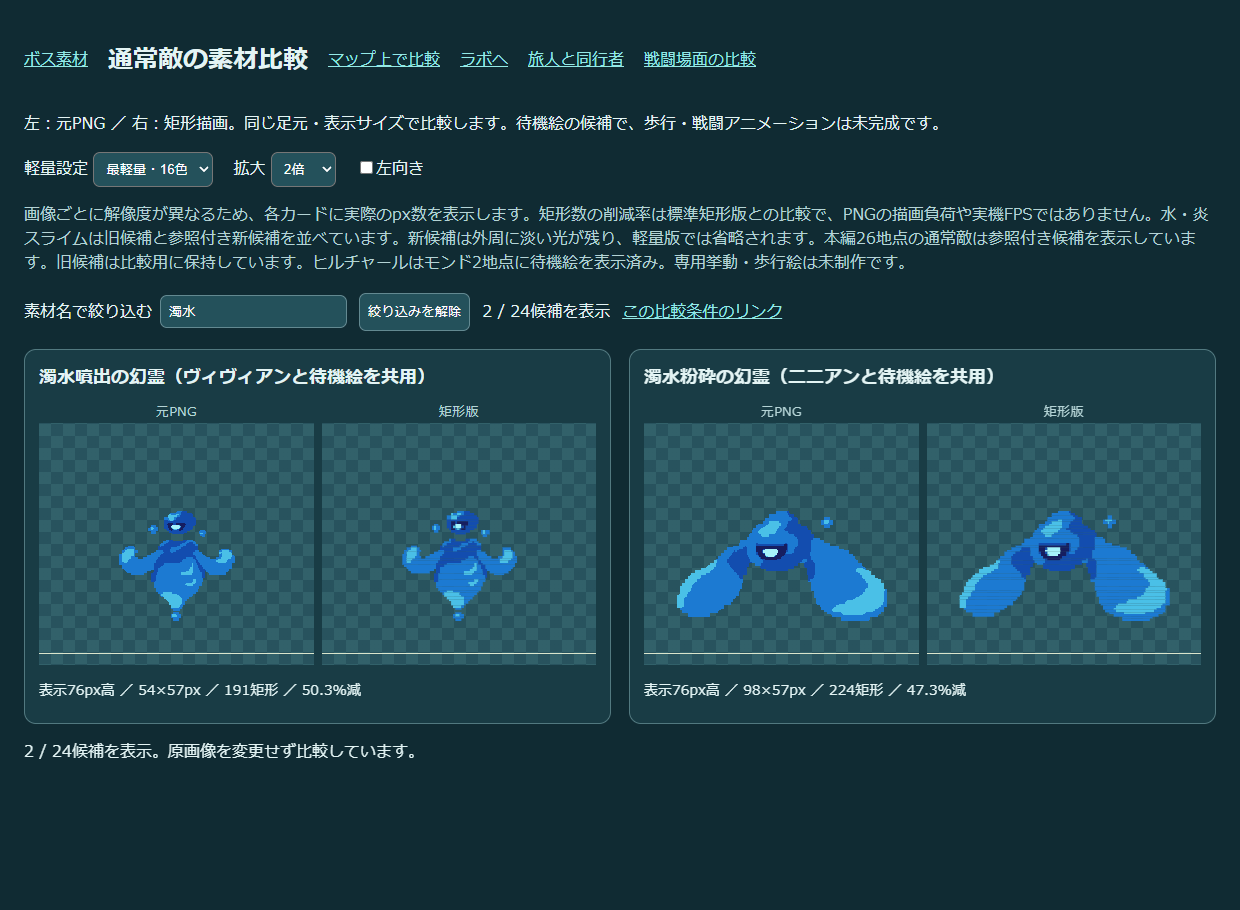 ボス素材 通常敵の素材比較 マップ上で比較 ラボへ 旅人と同行者 戦闘場面の比較
左：元PNG ／ 右：矩形描画。同じ足元・表示サイズで比較します。待機絵の候補で、歩行・戦闘アニメーションは未完成です。
軽量設定 最軽量・16色 拡大 2倍 左向き
画像ごとに解像度が異なるため、各カードに実際のpx数を表示します。矩形数の削減率は標準矩形版との比較で、PNGの描画負荷や実機FPSではありません。水・炎
スライムは旧候補と参照付き新候補を並べています。新候補は外周に淡い光が残り、軽量版では省略されます。本編26地点の通常敵は参照付き候補を表示していま
す。旧候補は比較用に保持しています。ヒルチャールはモンド2地点に待機絵を表示済み。専用挙動・歩行絵は未制作です。
素材名で絞り込む 濁水 絞り込みを解除 2 / 24候補を表示 この比較条件のリンク
濁水噴出の幻霊（ヴィヴィアンと待機絵を共用）
元PNG 矩形版
表示76px高 ／ 54×57px ／ 191矩形 ／ 50.3%減
濁水粉砕の幻霊（ニニアンと待機絵を共用）
元PNG 矩形版
表示76px高 ／ 98×57px ／ 224矩形 ／ 47.3%減
2 / 24候補を表示。原画像を変更せず比較しています。